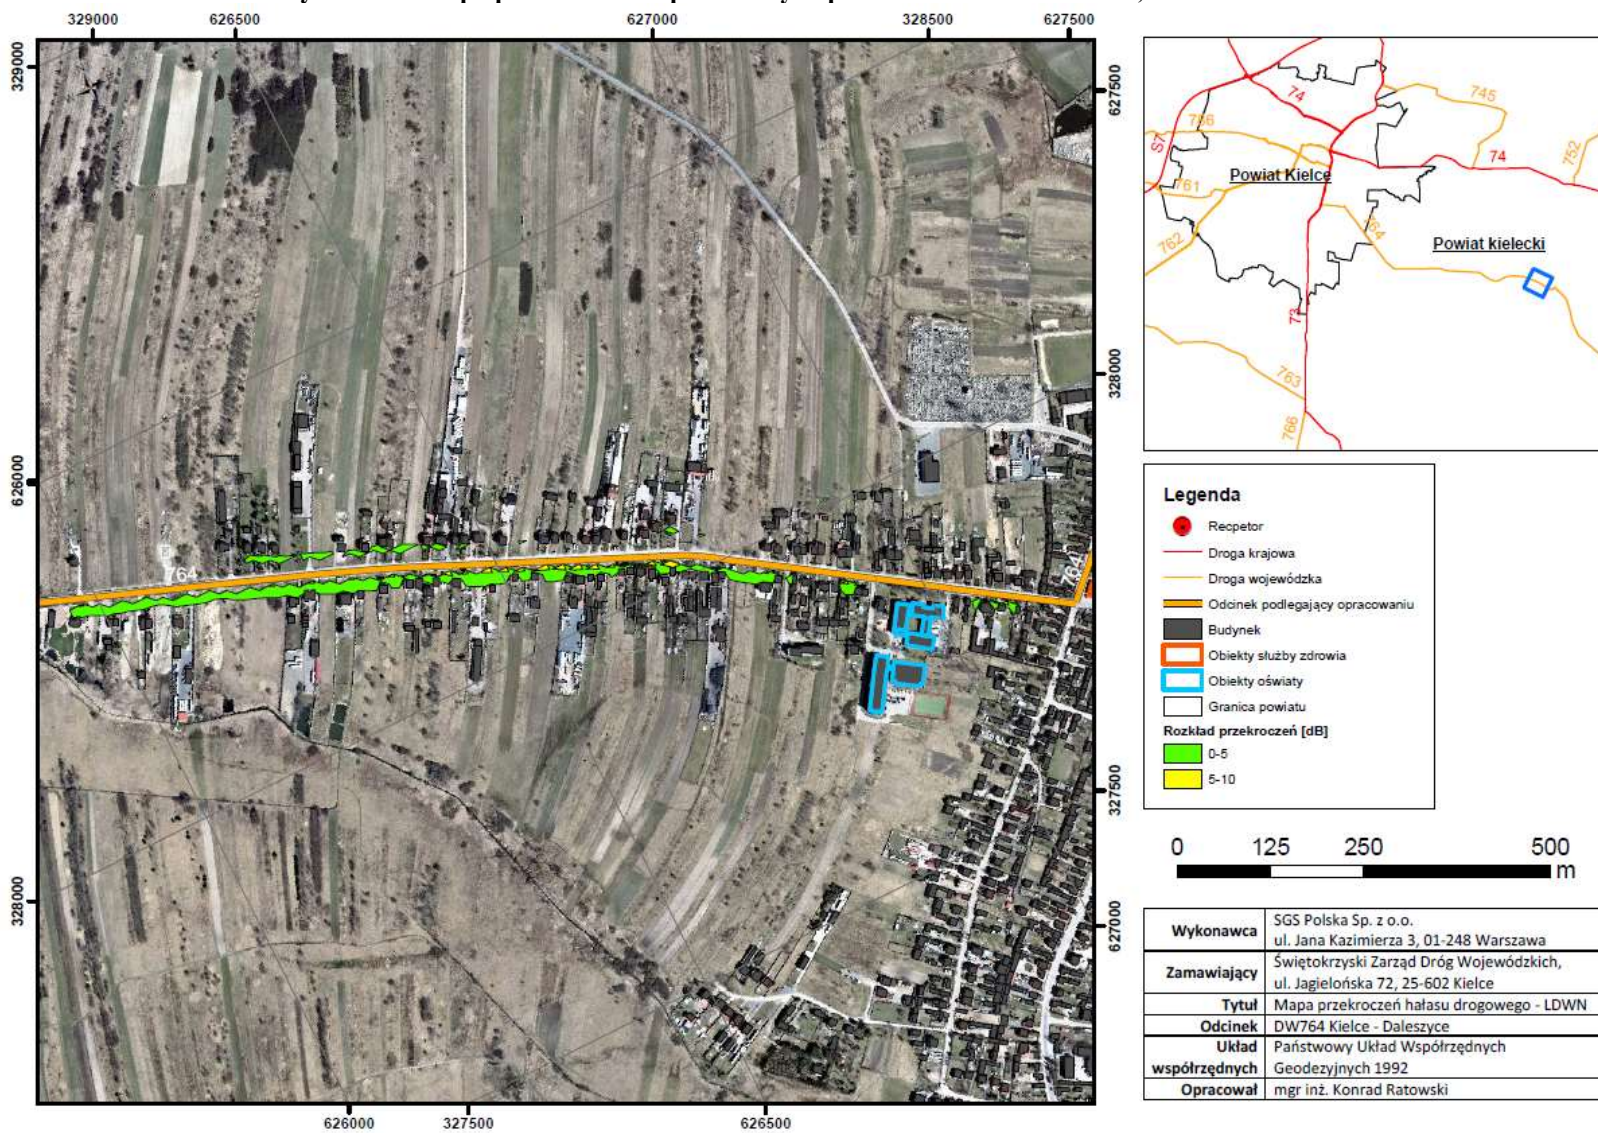 329000 626500 627000 328500 627500
329000
627500
626000
328000
764
764
327500
328000
627000
626000 327500 626500
74
745
786
S7
752
74
Powiat Kielce
761
764
762
Powiat kielecki
73
763
766
Legenda
Recpetor
Droga krajowa
Droga wojewódzka
Odcinek podlegający opracowaniu
Budynek
Obiekty służby zdrowia
Obiekty oświaty
Granica powiatu
Rozkład przekroczeń [dB]
0-5
5-10
0 125 250 500
m
Wykonawca SGS Polska Sp. z o.o.
ul. Jana Kazimierza 3, 01-248 Warszawa
Zamawiający Świętokrzyski Zarząd Dróg Wojewódzkich,
ul. Jagielońska 72, 25-602 Kielce
Tytuł Mapa przekroczeń hałasu drogowego - LDWN
Odcinek DW764 Kielce - Daleszyce
Układ Państwowy Układ Współrzędnych
współrzędnych Geodezyjnych 1992
Opracował mgr inż. Konrad Ratowski